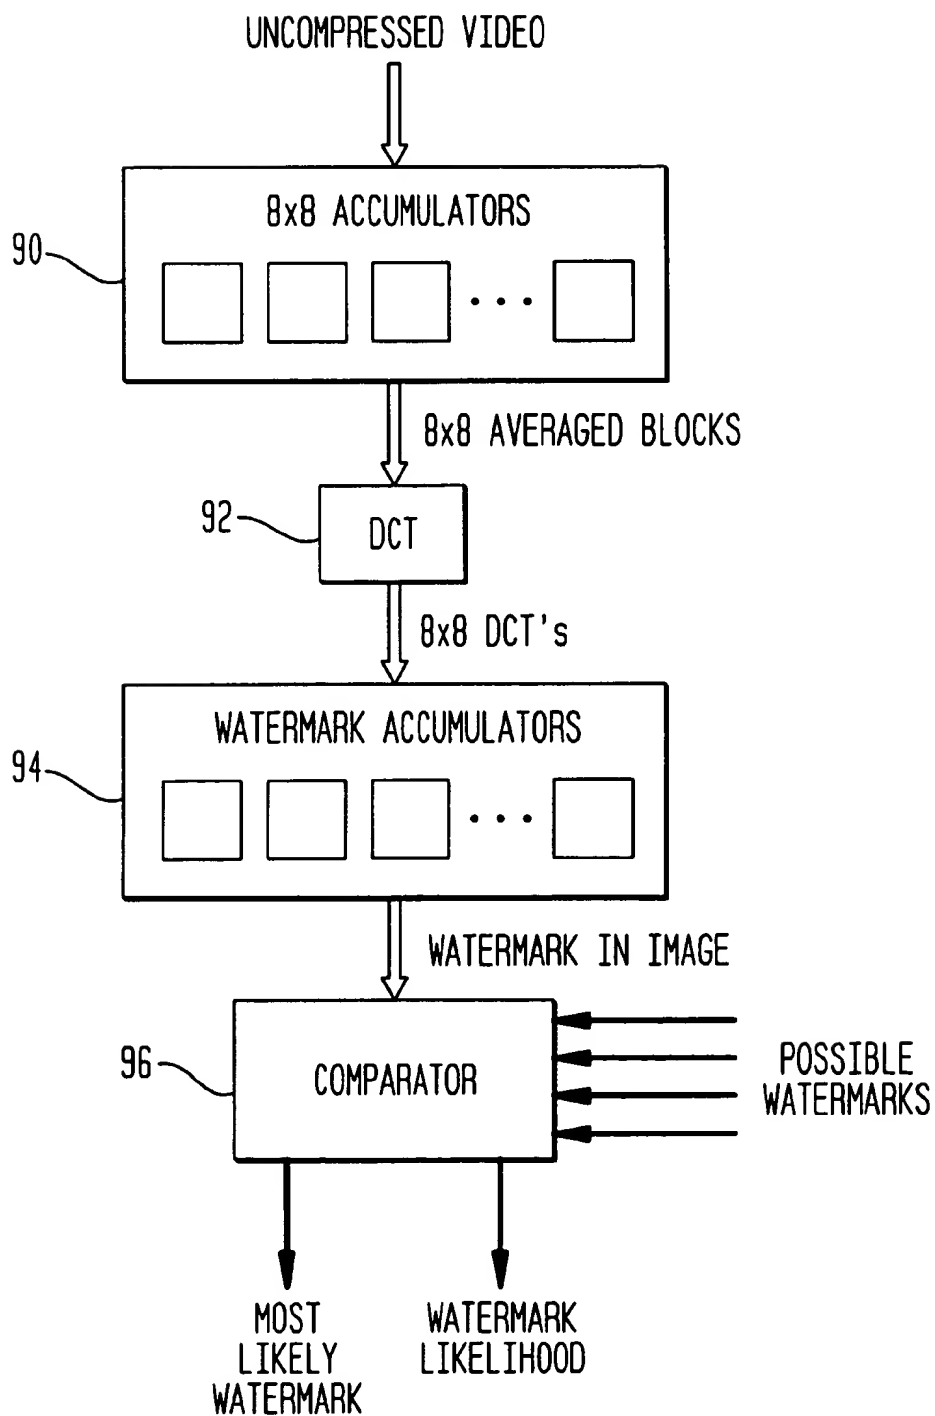 UNCOMPRESSED VIDEO
8x8 ACCUMULATORS
90
8x8 AVERAGED BLOCKS
92
DCT
8x8 DCT's
WATERMARK ACCUMULATORS
94
WATERMARK IN IMAGE
96
COMPARATOR
POSSIBLE
WATERMARKS
MOST
LIKELY
WATERMARK
WATERMARK
LIKELIHOOD